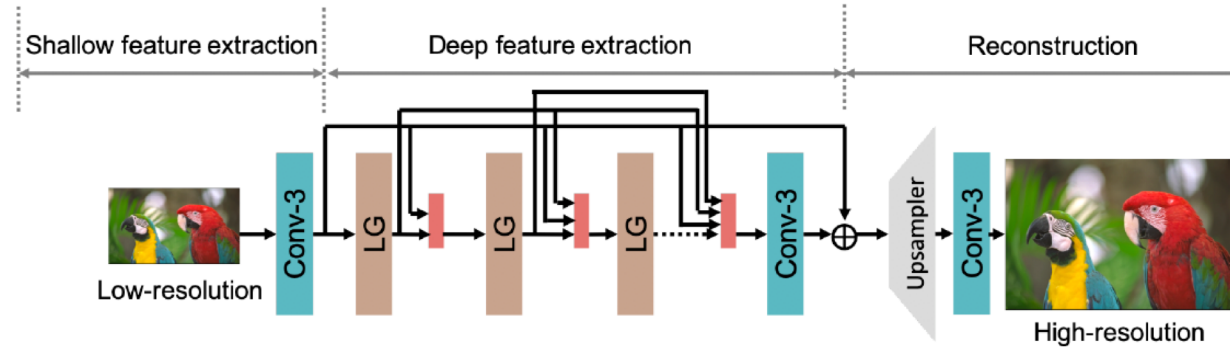 Shallow feature extraction
Deep feature extraction
Reconstruction
Low-resolution
Conv-3
LG
LG
LG
Conv-3
Upsampler
Conv-3
High-resolution